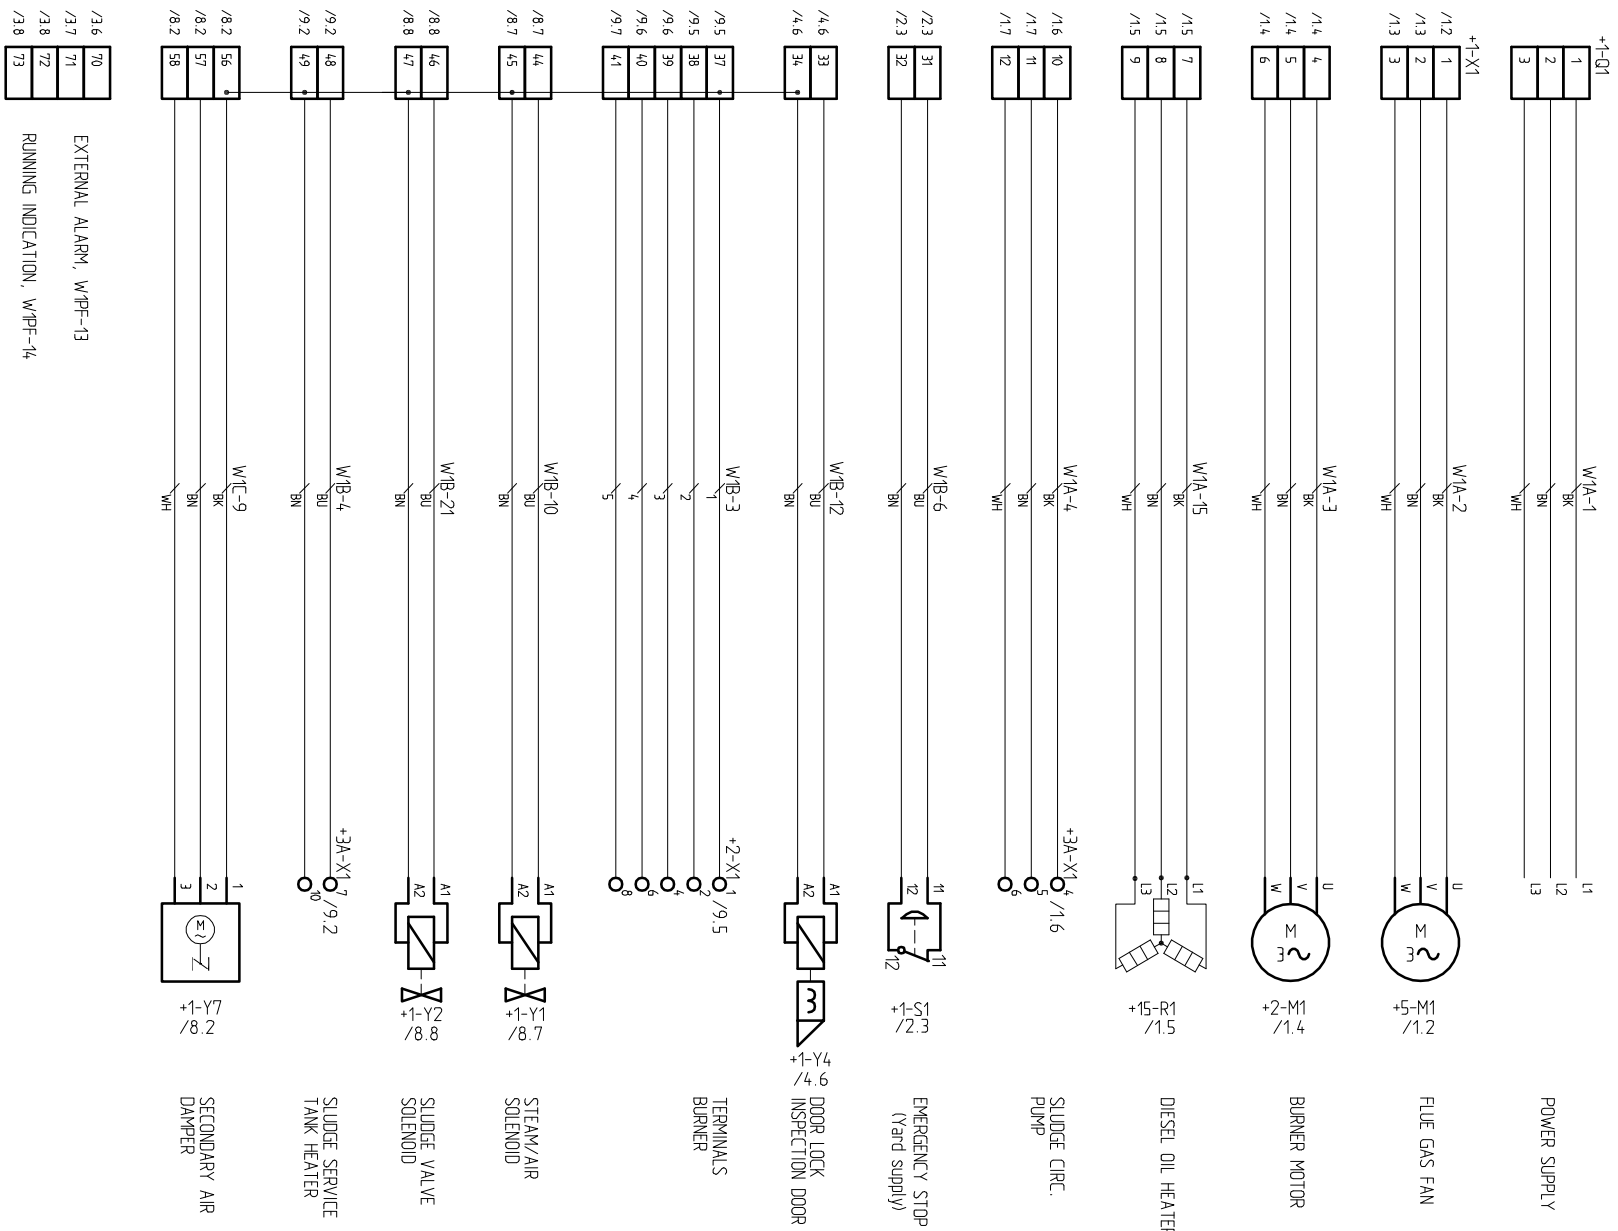 +1-Q1
1
2
3
W1A-1
BK
BN
WH
L1
L2
L3
POWER SUPPLY
+1-X1
/1.2
/1.3
/1.3
1
2
3
W1A-2
BK
BN
WH
U
V
W
M
3~
+5-M1
/1.2
FLUE GAS FAN
/1.4
/1.4
/1.4
4
5
6
W1A-3
BK
BN
WH
U
V
W
M
3~
+2-M1
/1.4
BURNER MOTOR
/1.5
/1.5
/1.5
7
8
9
W1A-15
BK
BN
WH
L1
L2
L3
+15-R1
/1.5
DIESEL OIL HEATER
/1.6
/1.7
/1.7
10
11
12
W1A-4
BK
BN
WH
+3A-X1
4 /1.6
5
6
SLUDGE CIRC.
PUMP
/2.3
/2.3
31
32
W1B-6
BU
BN
11
12
11
12
+1-S1
/2.3
EMERGENCY STOP
(Yard supply)
/4.6
/4.6
33
34
W1B-12
BU
BN
A1
A2
+1-Y4
/4.6
DOOR LOCK
INSPECTION DOOR
/9.5
/9.5
/9.6
/9.6
/9.7
37
38
39
40
41
W1B-3
1
2
3
4
5
+2-X1
1 /9.5
2
4
6
8
TERMINALS
BURNER
/8.7
/8.7
44
45
W1B-10
BU
BN
A1
A2
+1-Y1
/8.7
STEAM/AIR
SOLENOID
/8.8
/8.8
46
47
W1B-21
BU
BN
A1
A2
+1-Y2
/8.8
SLUDGE VALVE
SOLENOID
/9.2
/9.2
48
49
W1B-4
BU
BN
+3A-X1
7 /9.2
10
SLUDGE SERVICE
TANK HEATER
/8.2
/8.2
/8.2
56
57
58
W1C-9
BK
BN
WH
1
2
3
M
~
+1-Y7
/8.2
SECONDARY AIR
DAMPER
/3.6
/3.7
/3.8
/3.8
70
71
72
73
EXTERNAL ALARM, W1PF-13
RUNNING INDICATION, W1PF-14